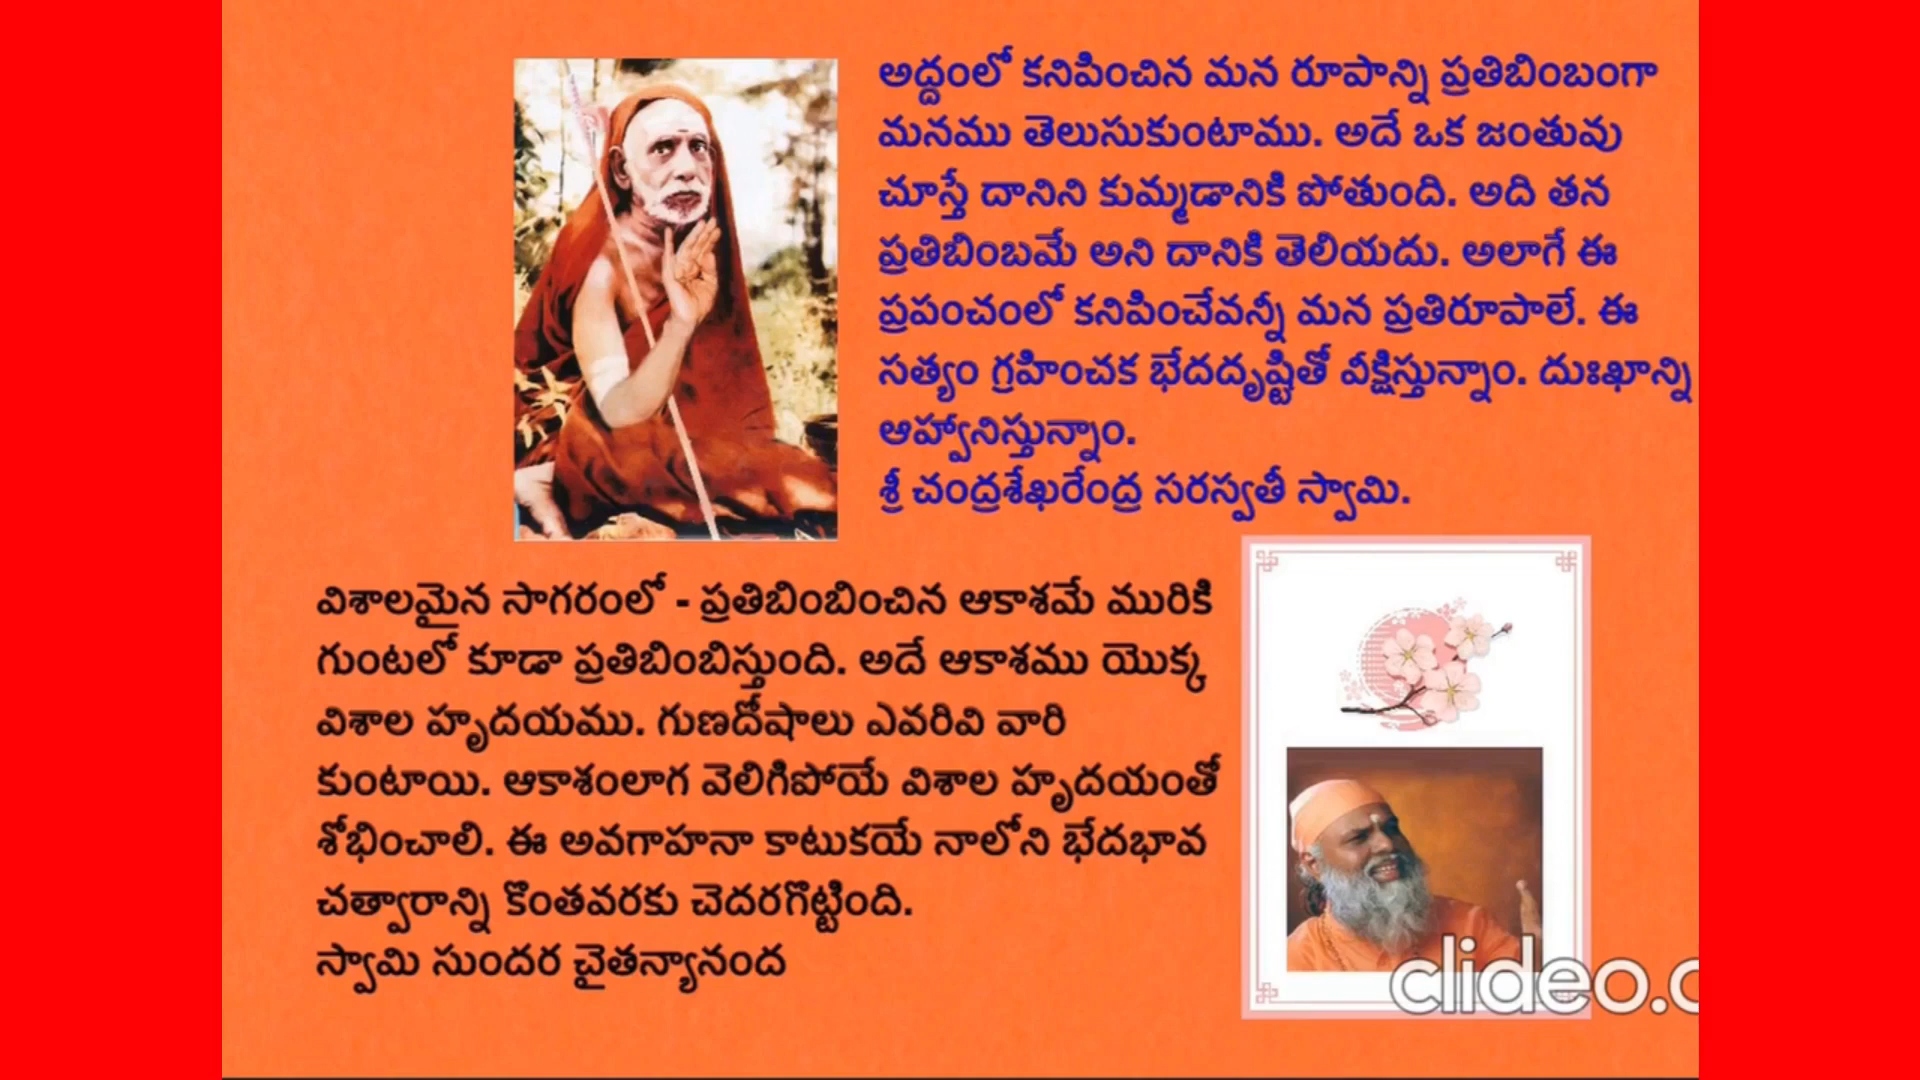 అద్దంలో కనిపించిన మన రూపాన్ని ప్రతిబింబంగా
మనము తెలుసుకుంటాము. అదే ఒక జంతువు
చూస్తే దానిని కుమ్మడానికి పోతుంది. అది తన
ప్రతిబింబమే అని దానికి తెలియదు. అలాగే ఈ
ప్రపంచంలో కనిపించేవన్నీ మన ప్రతిరూపాలే. ఈ
సత్యం గ్రహించక భేదదృష్టితో వీక్షిస్తున్నాం. దుఃఖాన్ని
ఆహ్వానిస్తున్నాం.
శ్రీ చంద్రశేఖరేంద్ర సరస్వతీ స్వామి.
విశాలమైన సాగరంలో - ప్రతిబింబించిన ఆకాశమే మురికి
గుంటలో కూడా ప్రతిబింబిస్తుంది. అదే ఆకాశము యొక్క
విశాల హృదయము. గుణదోషాలు ఎవరివి వారి
కుంటాయి. ఆకాశంలాగ వెలిగిపోయే విశాల హృదయంతో
శోభించాలి. ఈ అవగాహనా కాటుకయే నాలోని భేదభావ
చత్వారాన్ని కొంతవరకు చెదరగొట్టింది.
స్వామి సుందర చైతన్యానంద
clideo.c